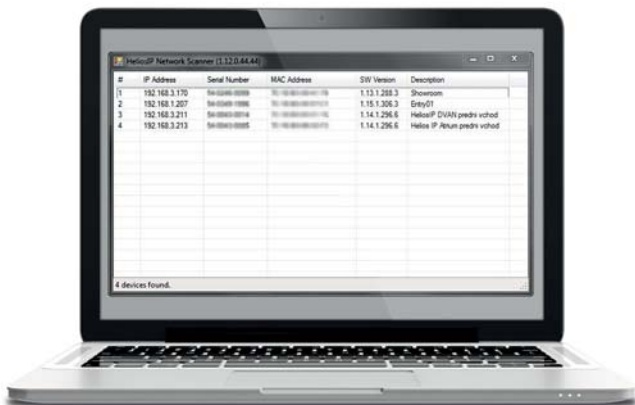 HeliosIP Network Scanner (1.12.0.44.44)
# IP Address Serial Number MAC Address SW Version Description
1 192.168.3.170 1.13.1.288.3 Showroom
2 192.168.1.207 1.15.1.306.3 Entry01
3 192.168.3.211 1.14.1.296.6 HeliosIP DVAN predni vchod
4 192.168.3.213 1.14.1.296.6 Helios IP Atrium predni vchod
4 devices found.